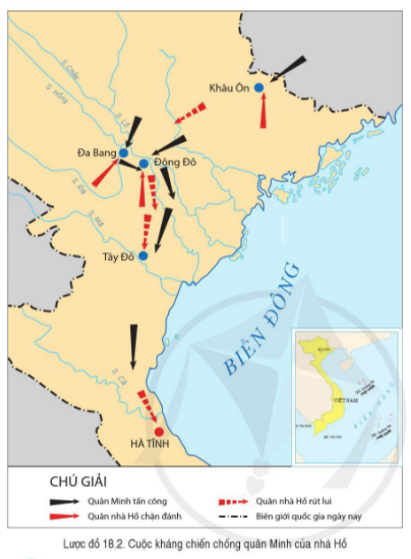 Khâu Ôn
S. Chảy
S. Hồng
S. Lô
Đa Bang
Đông Đô
S. Đà
S. Mã
Tây Đô
BIỂN ĐÔNG
S. Cả
HÀ TĨNH
VIỆT NAM
CHÚ GIẢI
Quân Minh tấn công
Quân nhà Hồ rút lui
Quân nhà Hồ chặn đánh
Biên giới quốc gia ngày nay
Lược đồ 18.2. Cuộc kháng chiến chống quân Minh của nhà Hồ